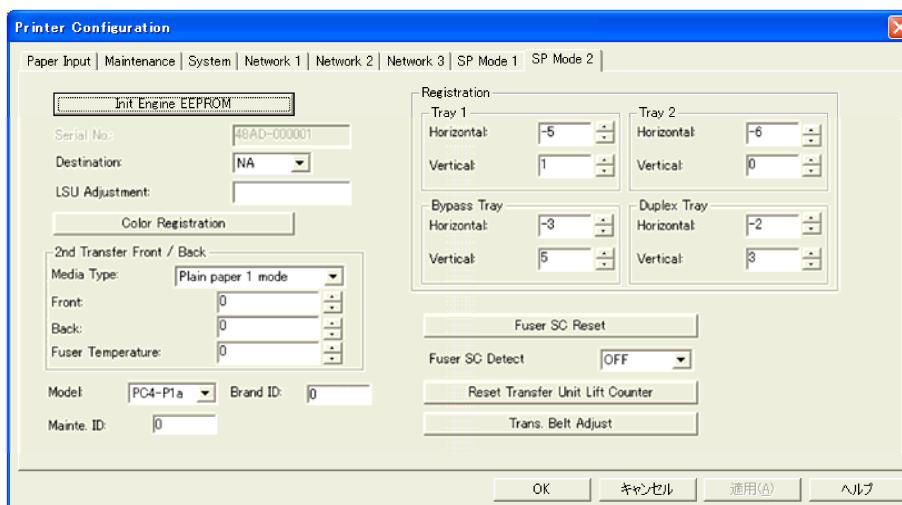 Printer Configuration
Paper Input Maintenance System Network 1 Network 2 Network 3 SP Mode 1 SP Mode 2
Init Engine EEPROM
Serial No.: 48AD-000001
Destination: NA
LSU Adjustment:
Color Registration
2nd Transfer Front / Back
Media Type: Plain paper 1 mode
Front: 0
Back: 0
Fuser Temperature: 0
Model: PC4-P1a Brand ID: 0
Mainte. ID: 0
Registration
Tray 1
Horizontal: -5
Vertical: 1
Tray 2
Horizontal: -6
Vertical: 0
Bypass Tray
Horizontal: -3
Vertical: 5
Duplex Tray
Horizontal: -2
Vertical: 3
Fuser SC Reset
Fuser SC Detect OFF
Reset Transfer Unit Lift Counter
Trans. Belt Adjust
OK キャンセル 適用(A) ヘルプ